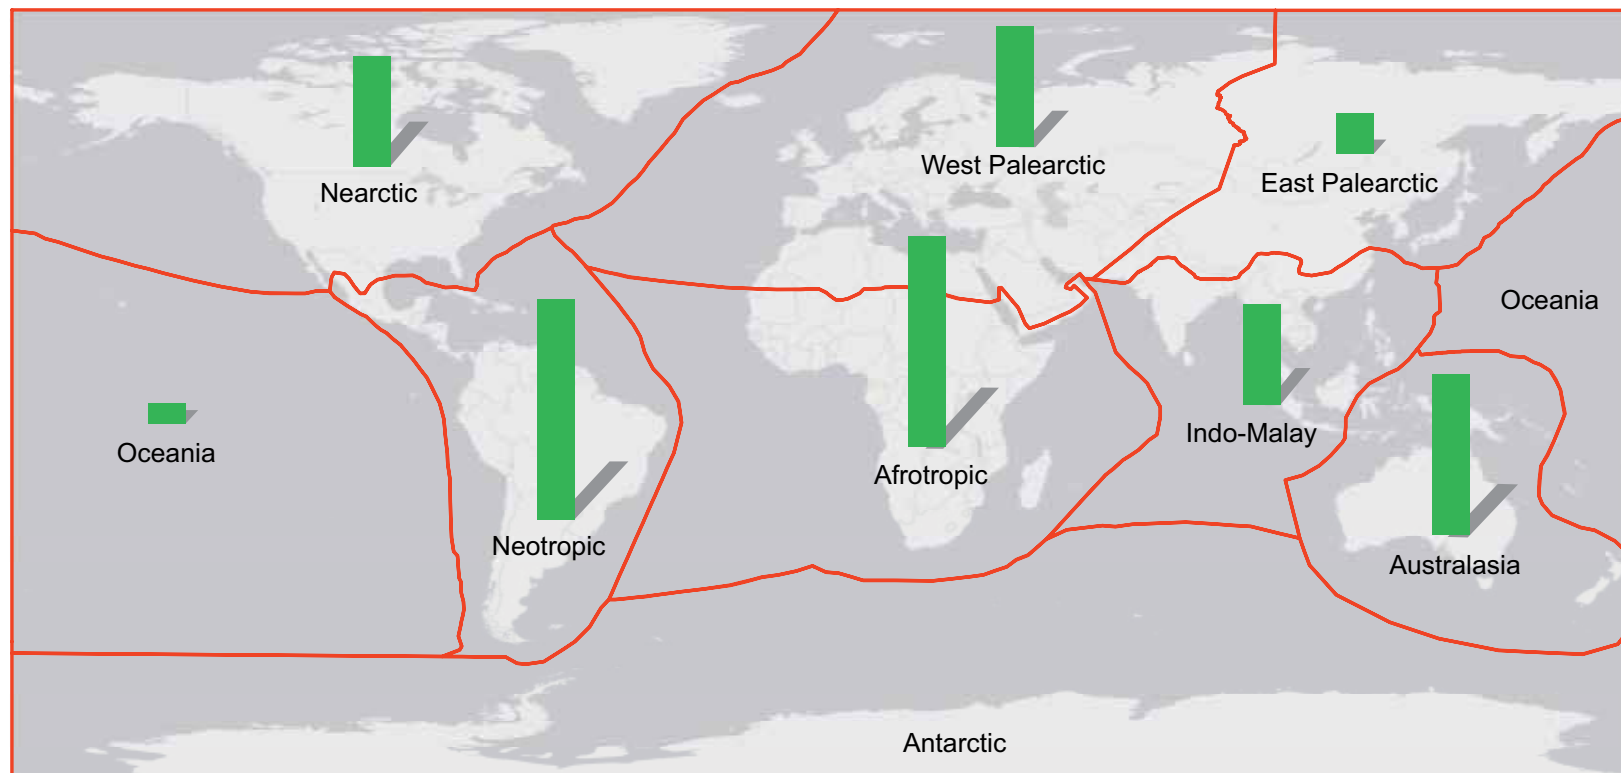 West Palearctic
East Palearctic
Nearctic
Oceania
Oceania
Indo-Malay
Afrotropic
Neotropic
Australasia
Antarctic